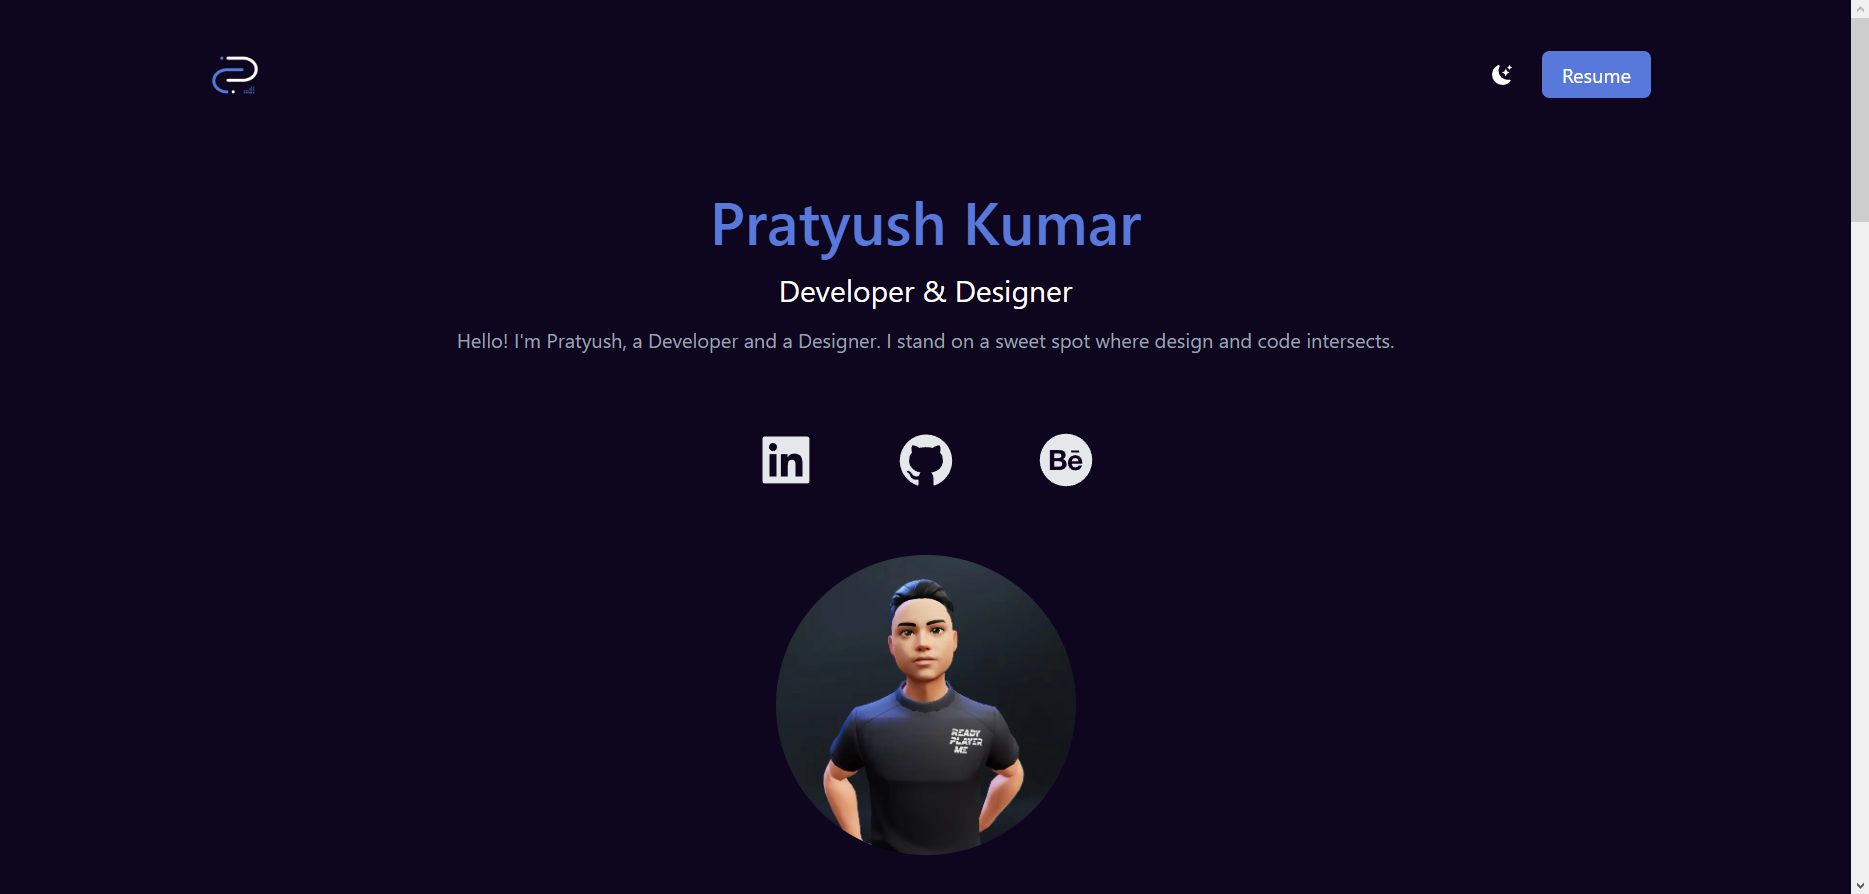 Resume
Pratyush Kumar
Developer & Designer
Hello! I'm Pratyush, a Developer and a Designer. I stand on a sweet spot where design and code intersects.
in
Bē
READY
PLAYER
ME